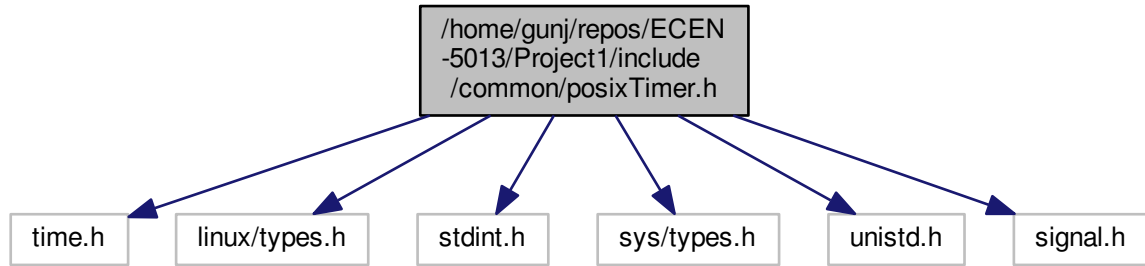 /home/gunj/repos/ECEN
-5013/Project1/include
/common/posixTimer.h
time.h
linux/types.h
stdint.h
sys/types.h
unistd.h
signal.h